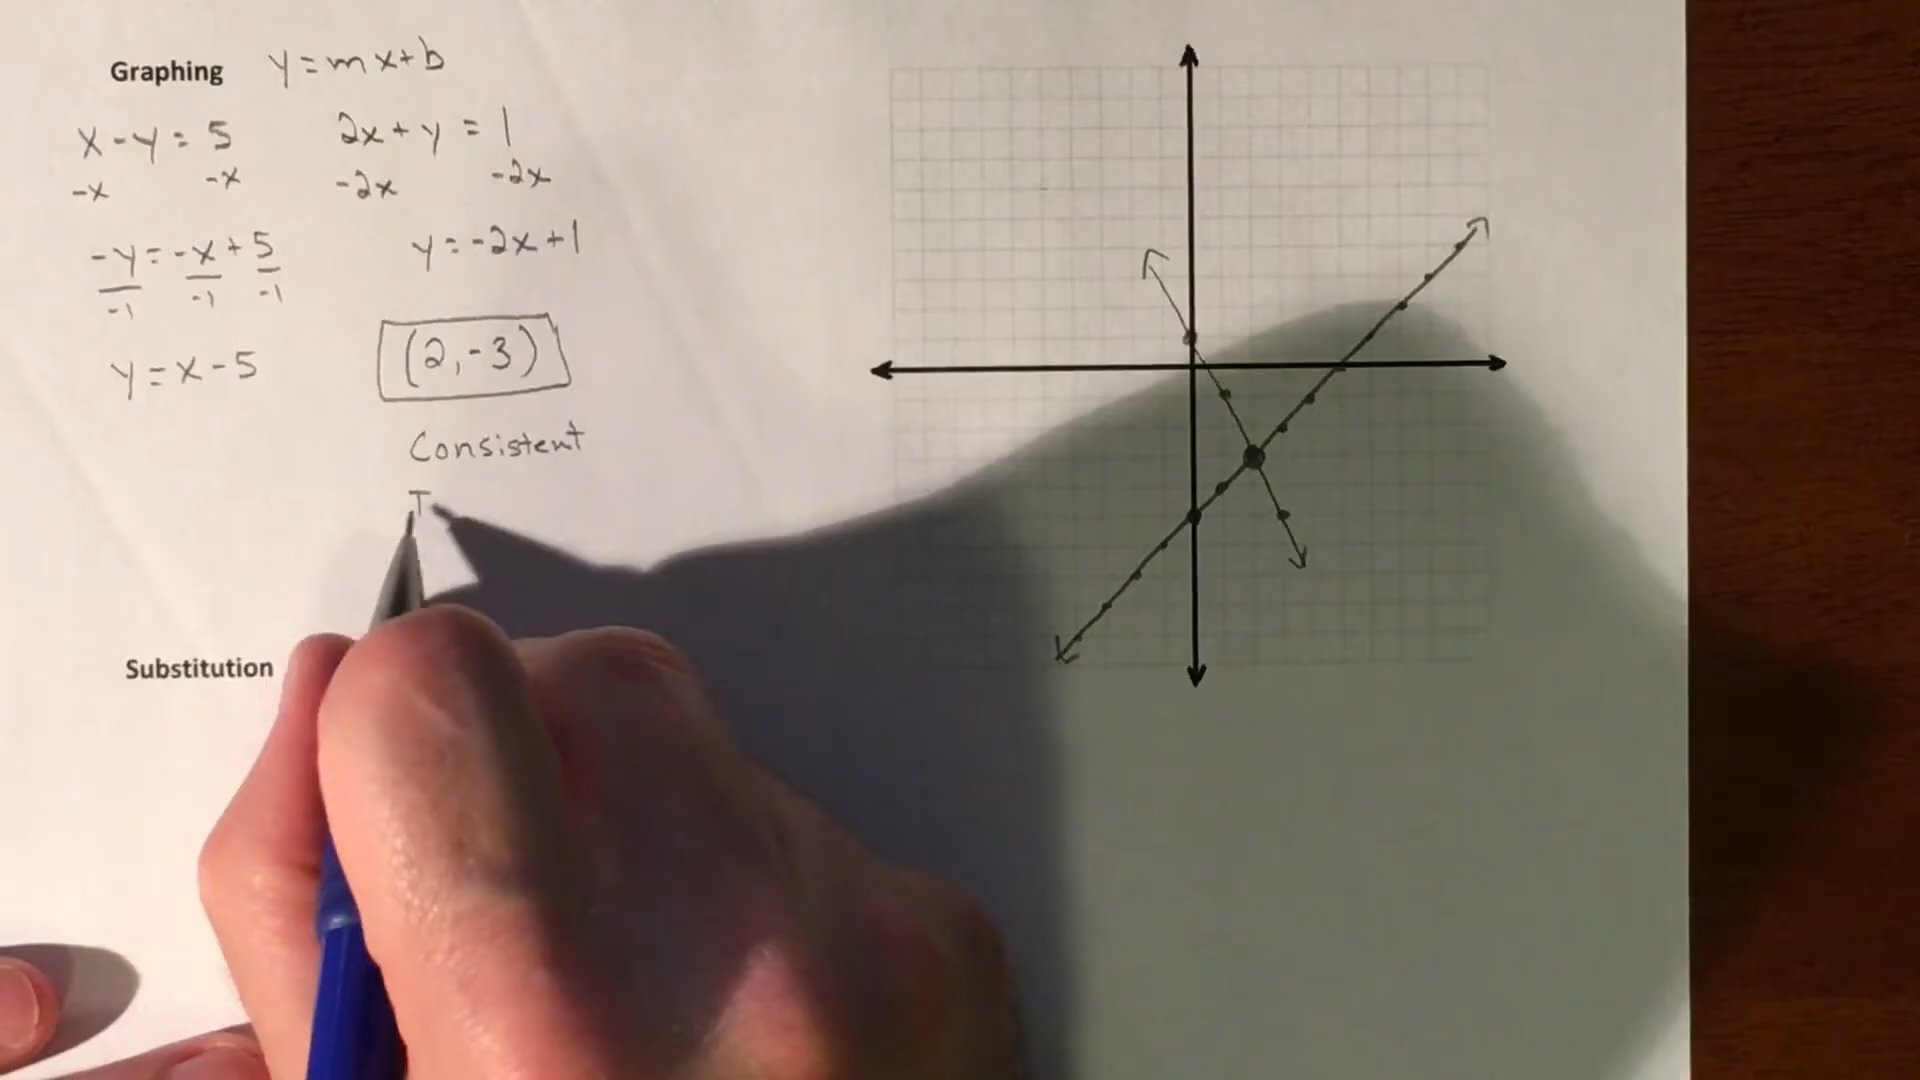 Graphing y=mx+b
x-y=5 2x+y=1
-x -x -2x -2x
-y=-x+5 y=-2x+1
-1 -1 -1
y=x-5 (2,-3)
Consistent
I
Substitution